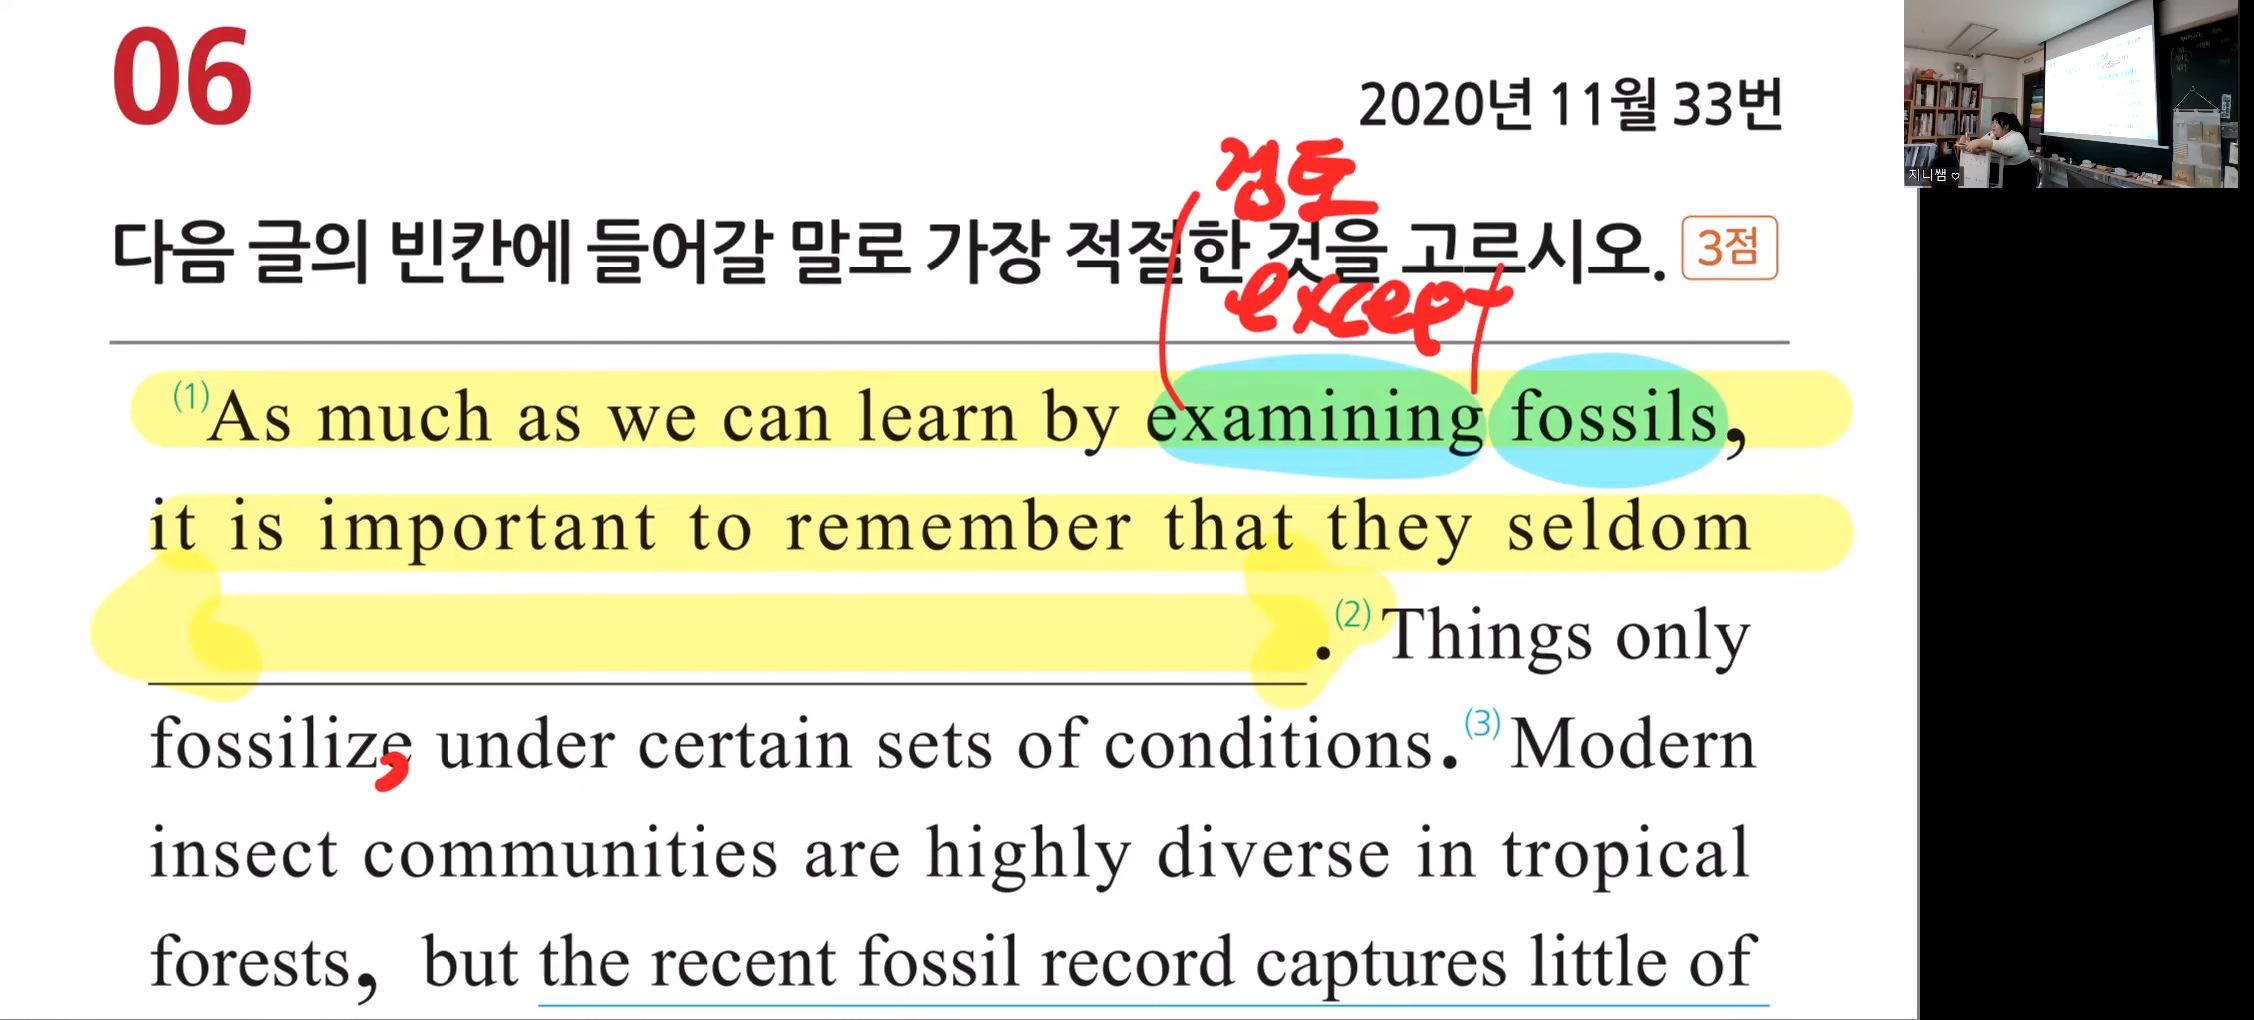 06
2020년 11월 33번
검토
다음 글의 빈칸에 들어갈 말로 가장 적절한 것을 고르시오. 3점
except
(1)As much as we can learn by examining fossils,
it is important to remember that they seldom
. (2)Things only
fossilize, under certain sets of conditions. (3)Modern
insect communities are highly diverse in tropical
forests, but the recent fossil record captures little of
지니쌤♡